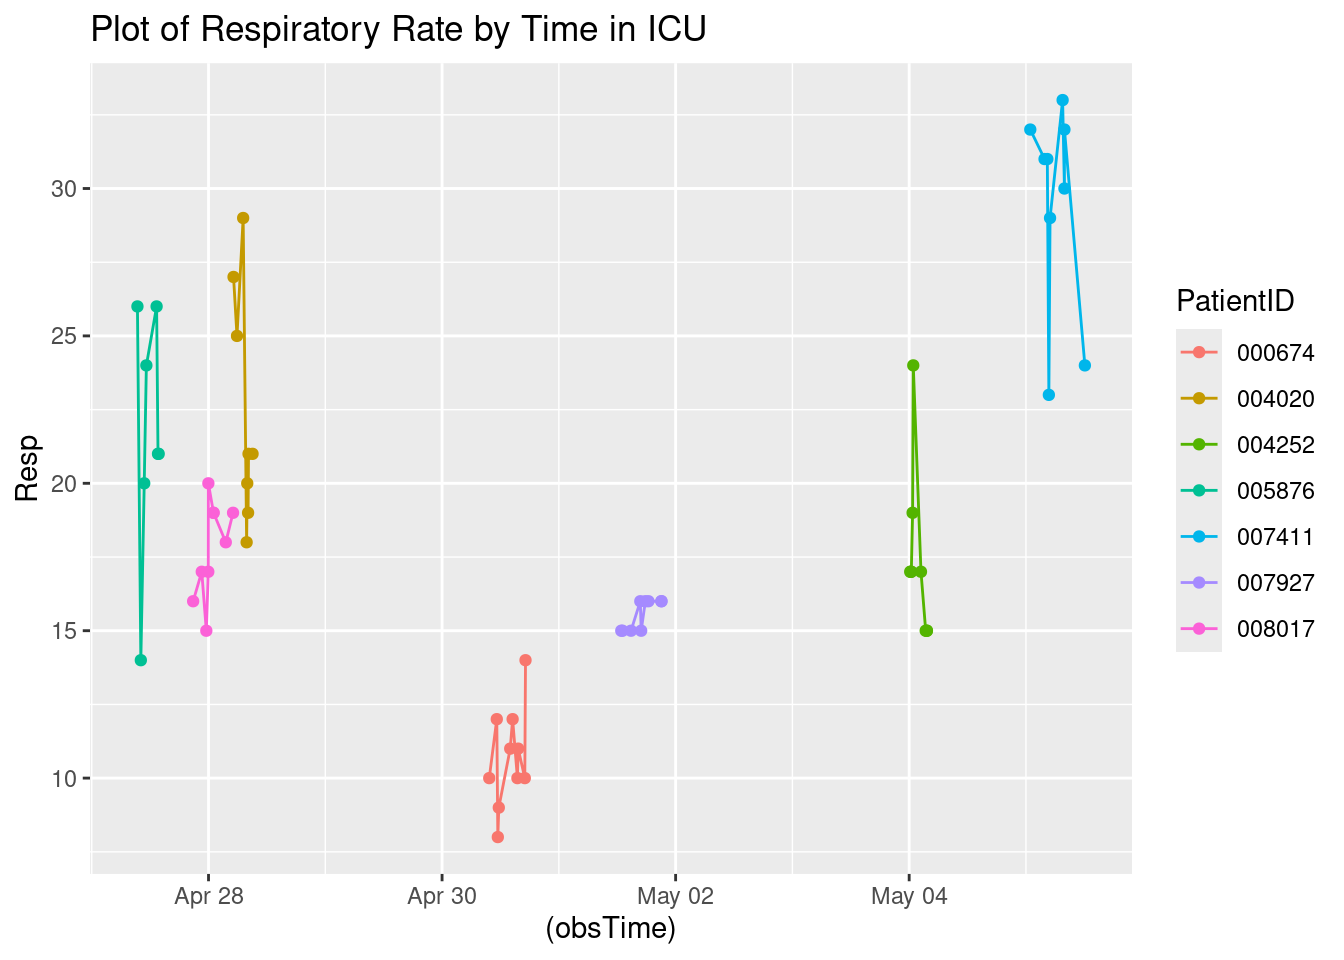 Plot of Respiratory Rate by Time in ICU
Resp
30
25
20
15
10
Apr 28
Apr 30
May 02
May 04
(obsTime)
PatientID
000674
004020
004252
005876
007411
007927
008017